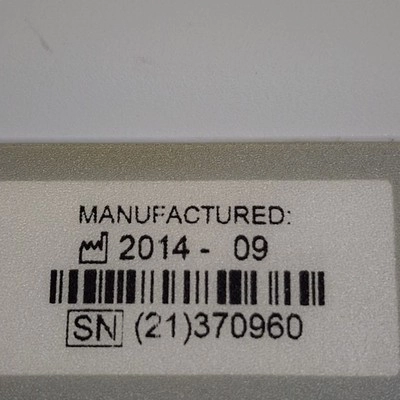 MANUFACTURED:
2014 - 09
SN (21)370960